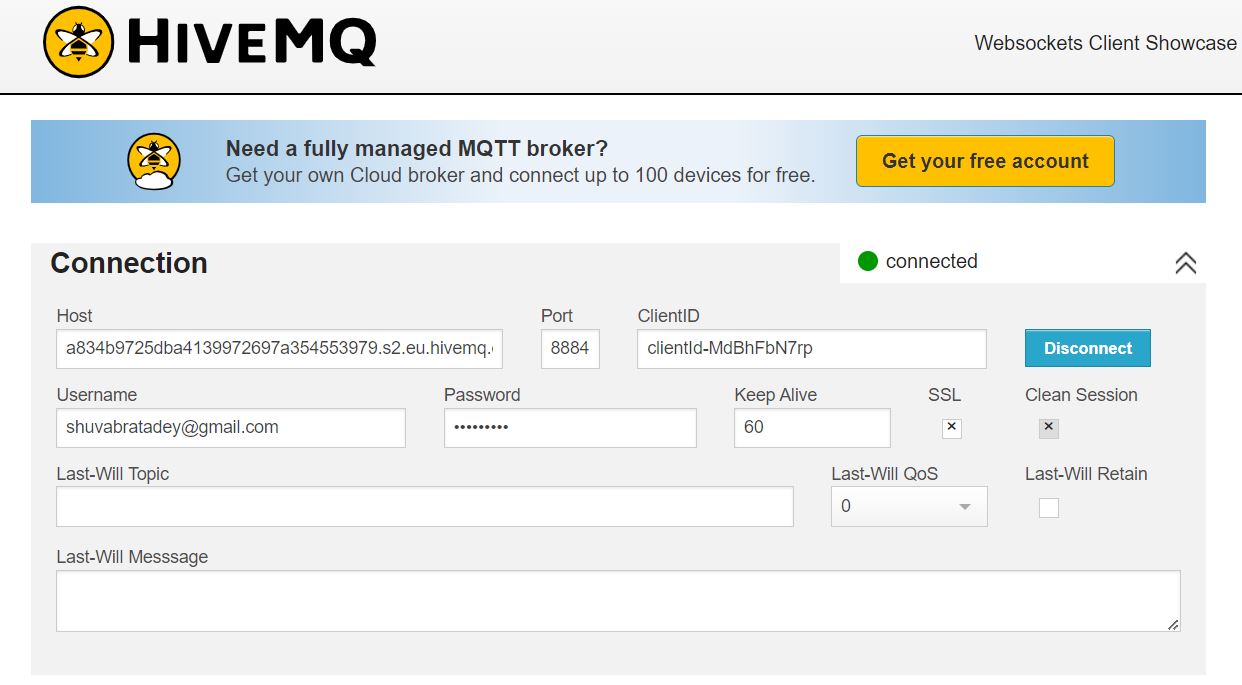 HIVEMQ
Websockets Client Showcase
Need a fully managed MQTT broker?
Get your own Cloud broker and connect up to 100 devices for free.
Get your free account
Connection
connected
Host
Port
ClientID
a834b9725dba4139972697a354553979.s2.eu.hivemq.
8884
clientId-MdBhFbN7rp
Disconnect
Username
Password
Keep Alive
SSL
Clean Session
shuvabratadey@gmail.com
•••••••••
60
Last-Will Topic
Last-Will QoS
Last-Will Retain
0
Last-Will Messsage